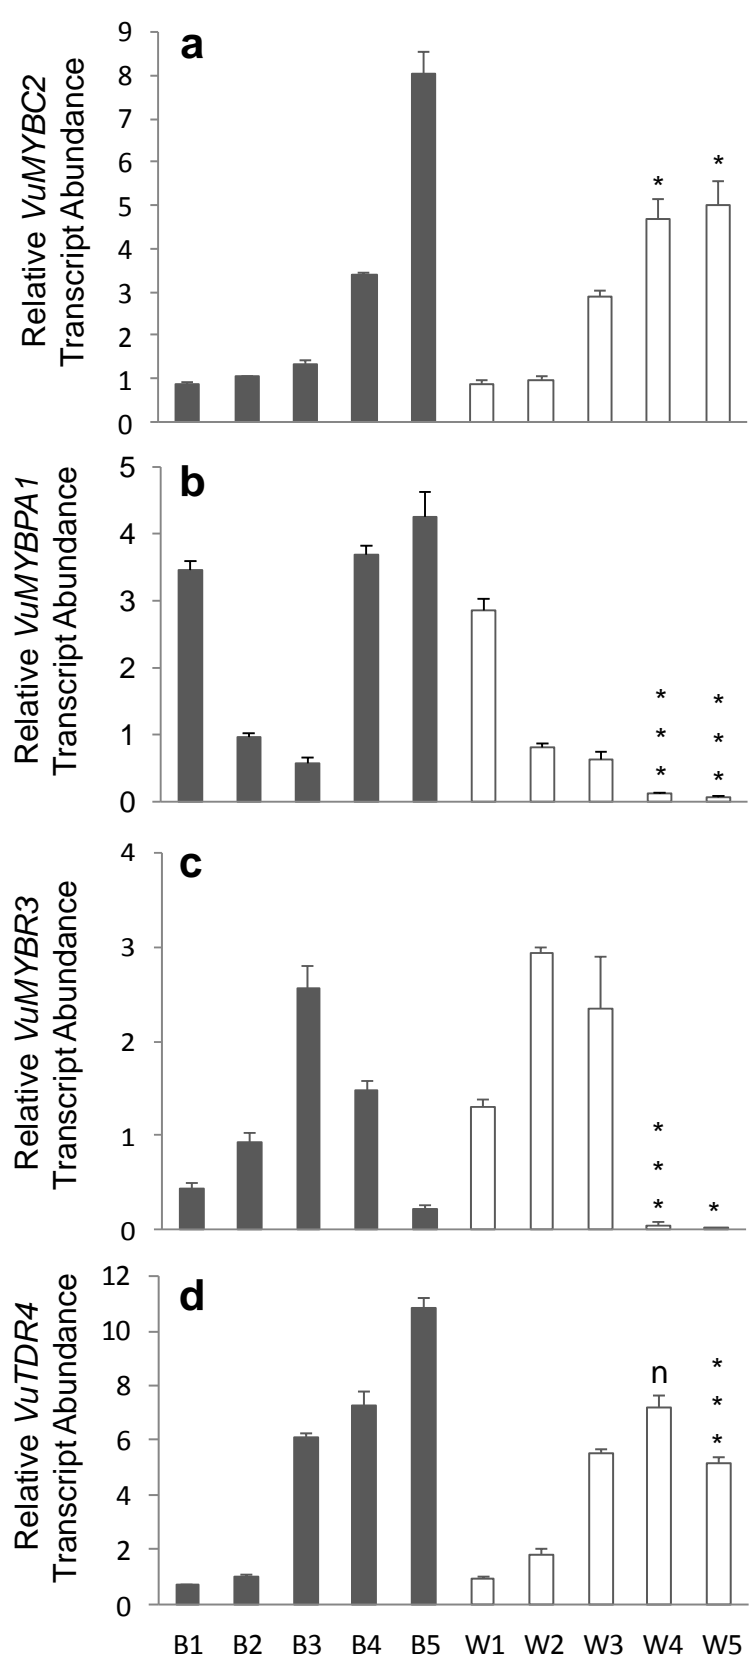 a
Relative VuMYBC2
Transcript Abundance
9
8
7
6
5
4
3
2
1
0
*
*
b
Relative VuMYBPA1
Transcript Abundance
5
4
3
2
1
0
* *
* *
* *
c
Relative VuMYBR3
Transcript Abundance
4
3
2
1
0
*
*
* *
d
Relative VuTDR4
Transcript Abundance
12
10
8
6
4
2
0
n
*
*
*
B1 B2 B3 B4 B5 W1 W2 W3 W4 W5